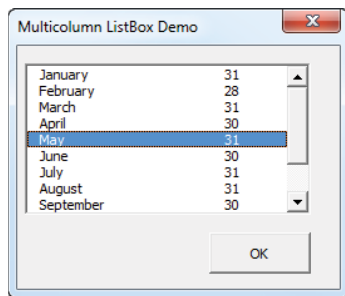 Multicolumn ListBox Demo
January 31
February 28
March 31
April 30
May 31
June 30
July 31
August 31
September 30
OK